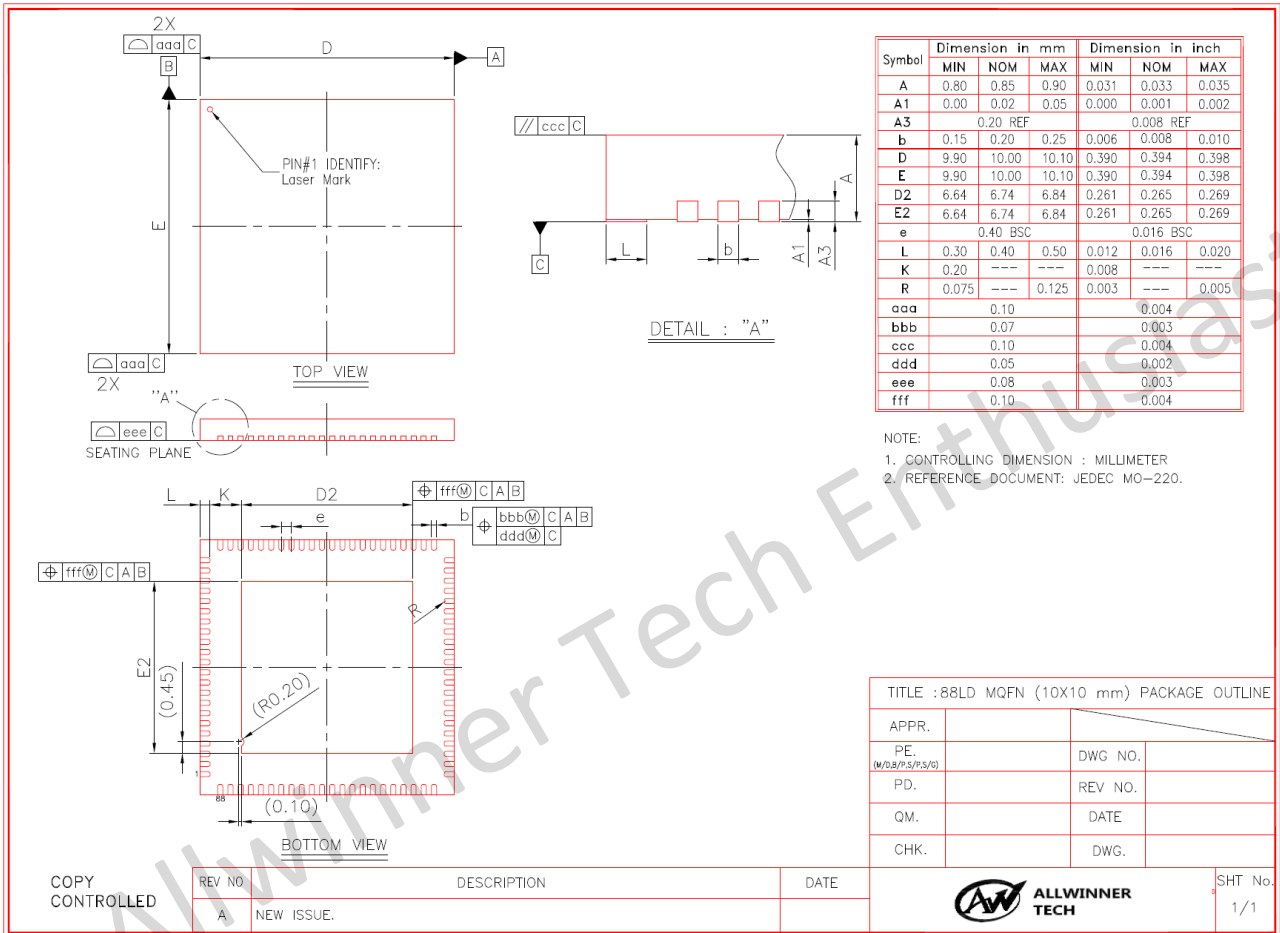 2X
aaa C
D
A
B
PIN#1 IDENTIFY:
Laser Mark
E
aaa C
2X
TOP VIEW
"A"
eee C
SEATING PLANE
// ccc C
A
C
L
b
A1
A3
DETAIL : "A"
Symbol Dimension in mm Dimension in inch
MIN NOM MAX MIN NOM MAX
A 0.80 0.85 0.90 0.031 0.033 0.035
A1 0.00 0.02 0.05 0.000 0.001 0.002
A3 0.20 REF 0.008 REF
b 0.15 0.20 0.25 0.006 0.008 0.010
D 9.90 10.00 10.10 0.390 0.394 0.398
E 9.90 10.00 10.10 0.390 0.394 0.398
D2 6.64 6.74 6.84 0.261 0.265 0.269
E2 6.64 6.74 6.84 0.261 0.265 0.269
e 0.40 BSC 0.016 BSC
L 0.30 0.40 0.50 0.012 0.016 0.020
K 0.20 --- --- 0.008 --- ---
R 0.075 --- 0.125 0.003 --- 0.005
aaa 0.10 0.004
bbb 0.07 0.003
ccc 0.10 0.004
ddd 0.05 0.002
eee 0.08 0.003
fff 0.10 0.004
NOTE:
1. CONTROLLING DIMENSION : MILLIMETER
2. REFERENCE DOCUMENT: JEDEC MO-220.
L K D2
fffⓂ C A B
e
b
bbbⓂ C A B
dddⓂ C
fffⓂ C A B
R
E2
(0.45)
(R0.20)
1
88
(0.10)
BOTTOM VIEW
Allwinner Tech Enthusiast
TITLE :88LD MQFN (10X10 mm) PACKAGE OUTLINE
APPR.
PE.
(M/D,B/P,S/P,S/G)
DWG NO.
PD.
REV NO.
QM.
DATE
CHK.
DWG.
COPY
CONTROLLED
REV NO DESCRIPTION DATE
A NEW ISSUE.
AW
ALLWINNER
TECH
SHT No.
1/1